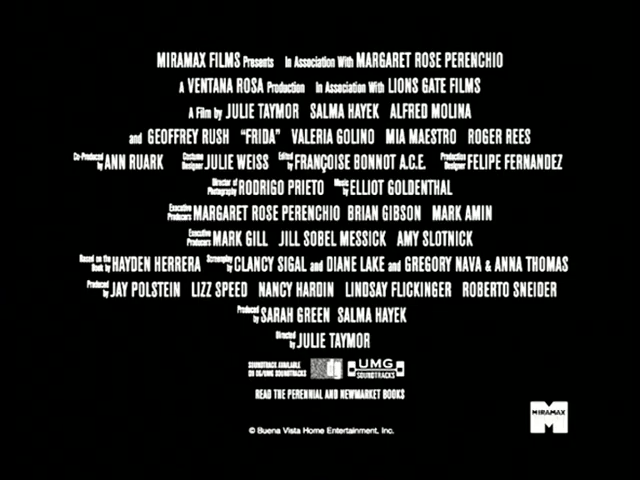 MIRAMAX FILMS Presents In Association With MARGARET ROSE PERENCHIO
A VENTANA ROSA Production In Association With LIONS GATE FILMS
A Film by JULIE TAYMOR SALMA HAYEK ALFRED MOLINA
and GEOFFREY RUSH "FRIDA" VALERIA GOLINO MIA MAESTRO ROGER REES
Co-Produced by ANN RUARK Costume Designer JULIE WEISS Edited by FRANÇOISE BONNOT A.C.E. Production Designer FELIPE FERNANDEZ
Director of Photography RODRIGO PRIETO Music by ELLIOT GOLDENTHAL
Executive Producers MARGARET ROSE PERENCHIO BRIAN GIBSON MARK AMIN
Executive Producers MARK GILL JILL SOBEL MESSICK AMY SLOTNICK
Based on the Book by HAYDEN HERRERA Screenplay by CLANCY SIGAL and DIANE LAKE and GREGORY NAVA & ANNA THOMAS
Produced by JAY POLSTEIN LIZZ SPEED NANCY HARDIN LINDSAY FLICKINGER ROBERTO SNEIDER
Produced by SARAH GREEN SALMA HAYEK
Directed by JULIE TAYMOR
SOUNDTRACK AVAILABLE ON DG/UMG SOUNDTRACKS dg UMG SOUNDTRACKS
READ THE PERENNIAL AND NEWMARKET BOOKS
MIRAMAX
© Buena Vista Home Entertainment, Inc.